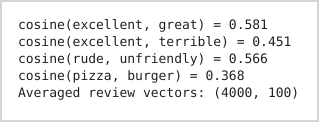 cosine(excellent, great) = 0.581
cosine(excellent, terrible) = 0.451
cosine(rude, unfriendly) = 0.566
cosine(pizza, burger) = 0.368
Averaged review vectors: (4000, 100)